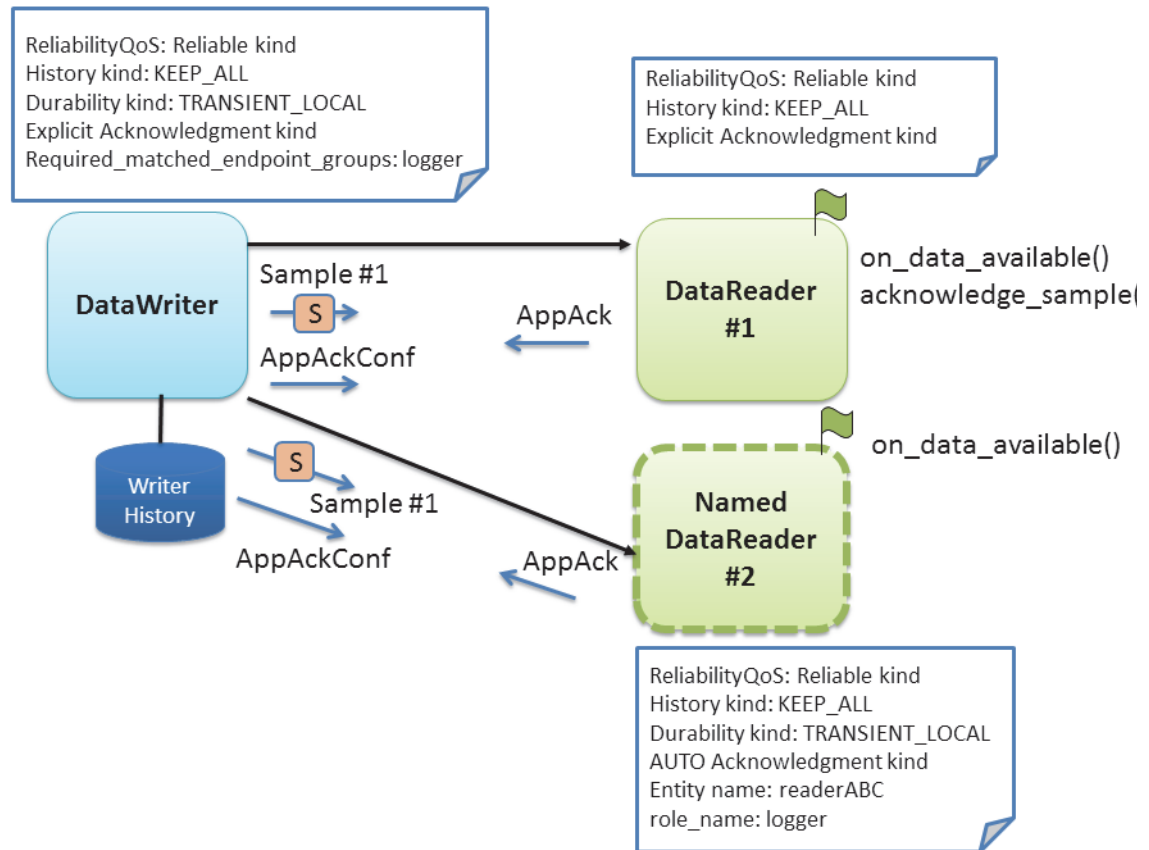 ReliabilityQoS: Reliable kind
History kind: KEEP_ALL
Durability kind: TRANSIENT_LOCAL
Explicit Acknowledgment kind
Required_matched_endpoint_groups: logger
ReliabilityQoS: Reliable kind
History kind: KEEP_ALL
Explicit Acknowledgment kind
DataWriter
Sample #1
S
AppAckConf
AppAck
DataReader
#1
on_data_available()
acknowledge_sample(
Writer
History
S
Sample #1
AppAckConf
AppAck
Named
DataReader
#2
on_data_available()
ReliabilityQoS: Reliable kind
History kind: KEEP_ALL
Durability kind: TRANSIENT_LOCAL
AUTO Acknowledgment kind
Entity name: readerABC
role_name: logger